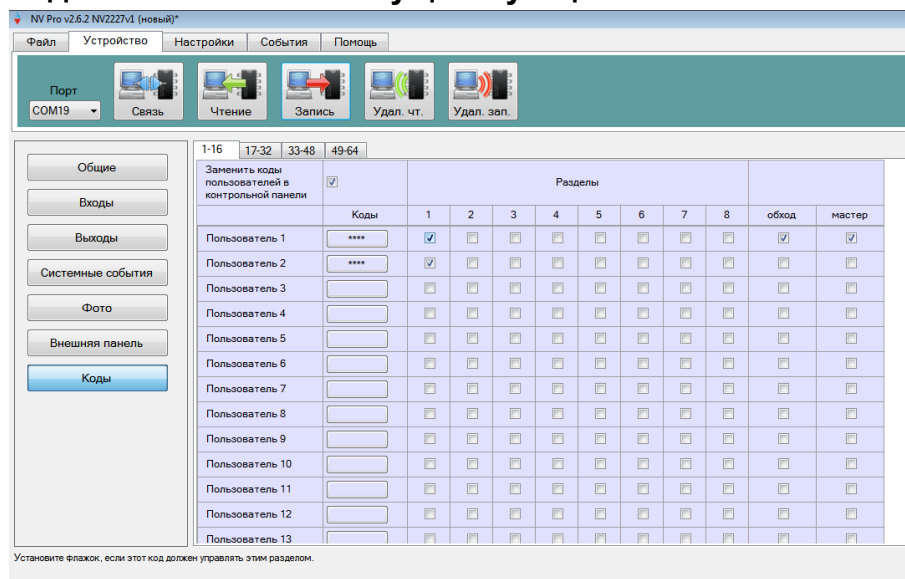 NV Pro v2.6.2 NV2227v1 (новый)*
Файл Устройство Настройки События Помощь
Порт
COM19 Связь Чтение Запись Удал. чт. Удал. зап.
1-16 17-32 33-48 49-64
Общие
Входы
Выходы
Системные события
Фото
Внешняя панель
Коды
Заменить коды
пользователей в
контрольной панели
Разделы
Коды 1 2 3 4 5 6 7 8 обход мастер
Пользователь 1 ****
Пользователь 2 ****
Пользователь 3
Пользователь 4
Пользователь 5
Пользователь 6
Пользователь 7
Пользователь 8
Пользователь 9
Пользователь 10
Пользователь 11
Пользователь 12
Пользователь 13
Установите флажок, если этот код должен управлять этим разделом.